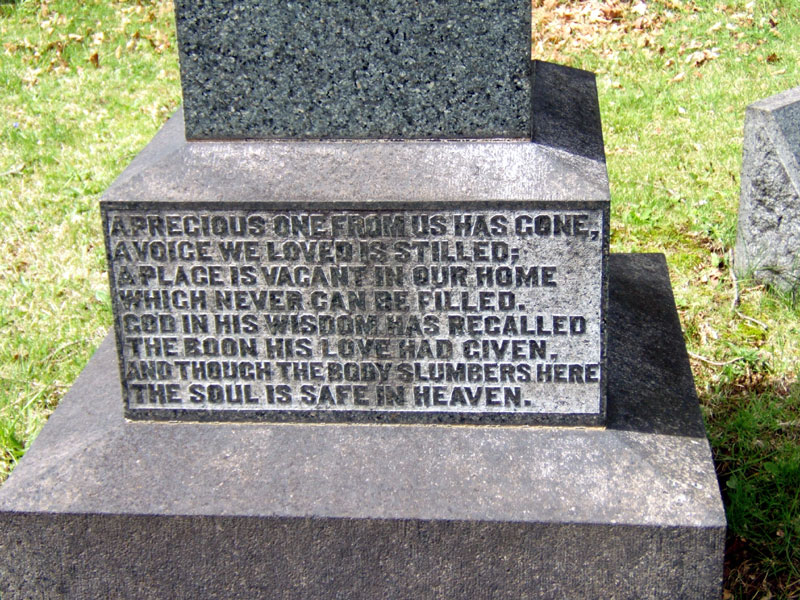 A PRECIOUS ONE FROM US HAS GONE,
A VOICE WE LOVED IS STILLED;
A PLACE IS VACANT IN OUR HOME
WHICH NEVER CAN BE FILLED.
GOD IN HIS WISDOM HAS RECALLED
THE BOON HIS LOVE HAD GIVEN,
AND THOUGH THE BODY SLUMBERS HERE
THE SOUL IS SAFE IN HEAVEN.